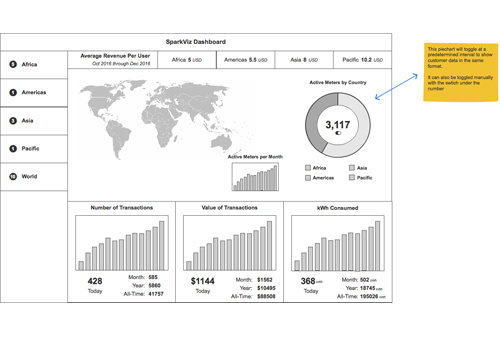 SparkViz Dashboard
Average Revenue Per User
Oct 2016 through Dec 2016
Africa 5 USD
Americas 5.5 USD
Asia 8 USD
Pacific 10.2 USD
Africa
1 Americas
3 Asia
1 Pacific
10 World
Active Meters by Country
3,117
Africa
Asia
Americas
Pacific
Active Meters per Month
Number of Transactions
428
Today
Month: 585
Year: 5860
All-Time: 41757
Value of Transactions
$1144
Today
Month: $1562
Year: $10495
All-Time: $88508
kWh Consumed
368 kWh
Today
Month: 502 kWh
Year: 18745 kWh
All-Time: 195026 kWh
This piechart will toggle at a
predetermined interval to show
customer data in the same
format.
It can also be toggled manually
with the switch under the
number